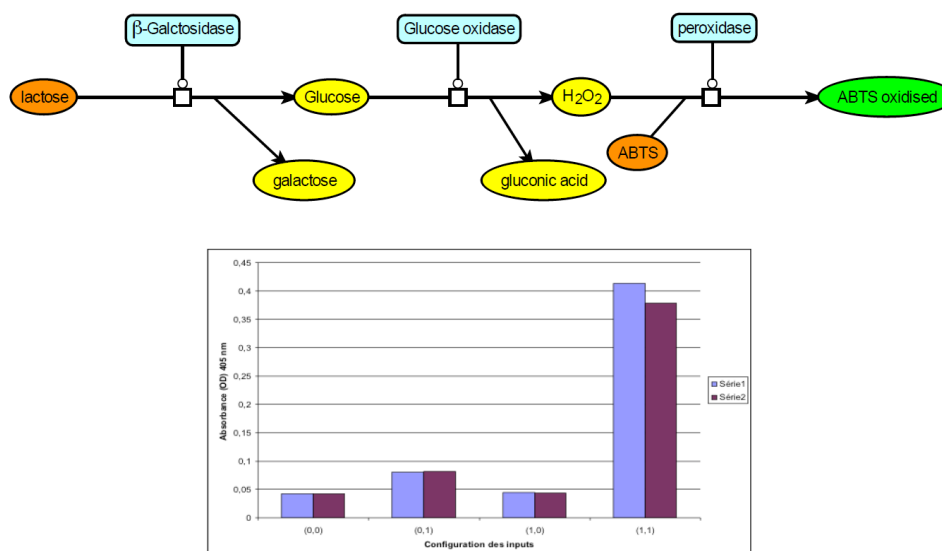 β-Galctosidase
Glucose oxidase
peroxidase
lactose
Glucose
H₂O₂
ABTS oxidised
galactose
gluconic acid
ABTS
0,45
0,4
0,35
0,3
0,25
0,2
0,15
0,1
0,05
0
Absorbance (OD) 405 nm
(0,0)
(0,1)
(1,0)
(1,1)
Configuration des inputs
Série1
Série2